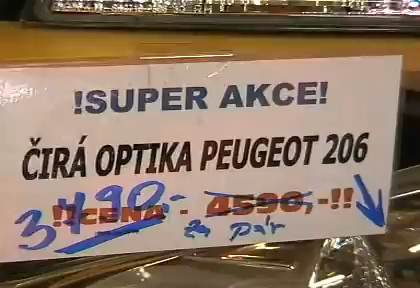 !SUPER AKCE!
ČIRÁ OPTIKA PEUGEOT 206
!!CENA - 4590,-!!
3490,-
za pár